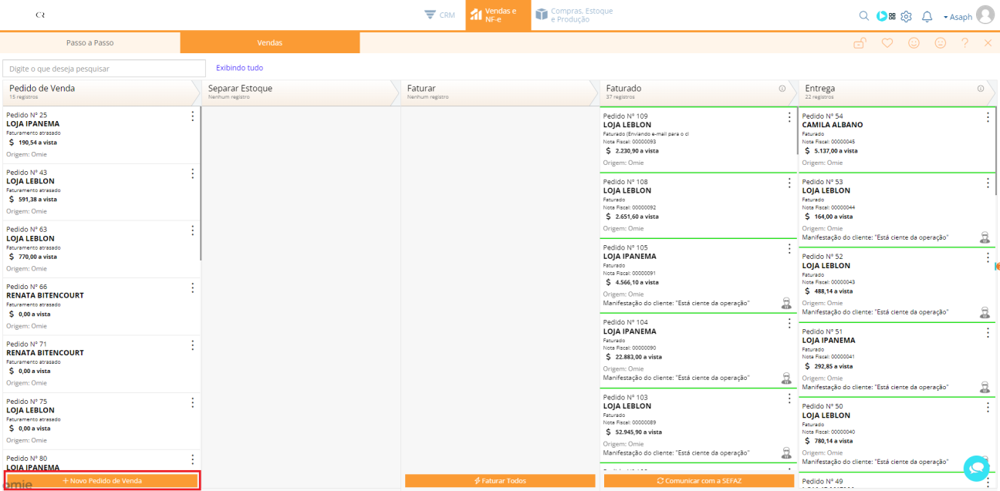 CR
CRM
Vendas e
NF-e
Compras, Estoque
e Produção
Asaph
Passo a Passo
Vendas
?
Digite o que deseja pesquisar
Exibindo tudo
Pedido de Venda
15 registros
Separar Estoque
Nenhum registro
Faturar
Nenhum registro
Faturado
37 registros
Entrega
22 registros
Pedido Nº 25
LOJA IPANEMA
Faturamento atrasado
$ 190,54 a vista
Origem: Omie
Pedido Nº 43
LOJA LEBLON
Faturamento atrasado
$ 591,38 a vista
Origem: Omie
Pedido Nº 63
LOJA LEBLON
Faturamento atrasado
$ 770,00 a vista
Origem: Omie
Pedido Nº 66
RENATA BITENCOURT
Faturamento atrasado
$ 0,00 a vista
Origem: Omie
Pedido Nº 71
RENATA BITENCOURT
Faturamento atrasado
$ 0,00 a vista
Origem: Omie
Pedido Nº 75
LOJA LEBLON
Faturamento atrasado
$ 0,00 a vista
Origem: Omie
Pedido Nº 80
LOJA IPANEMA
+ Novo Pedido de Venda
omie
Faturar Todos
Pedido Nº 109
LOJA LEBLON
Faturado (Enviando e-mail para o cl
Nota Fiscal: 00000093
$ 2.230,90 a vista
Origem: Omie
Pedido Nº 108
LOJA LEBLON
Faturado
Nota Fiscal: 00000092
$ 2.651,60 a vista
Origem: Omie
Pedido Nº 105
LOJA IPANEMA
Faturado
Nota Fiscal: 00000091
$ 4.566,10 a vista
Origem: Omie
Manifestação do cliente: "Está ciente da operação"
Pedido Nº 104
LOJA IPANEMA
Faturado
Nota Fiscal: 00000090
$ 22.883,00 a vista
Origem: Omie
Manifestação do cliente: "Está ciente da operação"
Pedido Nº 103
LOJA LEBLON
Faturado
Nota Fiscal: 00000089
$ 52.945,90 a vista
Origem: Omie
Manifestação do cliente: "Está ciente da operação"
Comunicar com a SEFAZ
Pedido Nº 54
CAMILA ALBANO
Faturado
Nota Fiscal: 00000045
$ 5.137,00 a vista
Origem: Omie
Pedido Nº 53
LOJA LEBLON
Faturado
Nota Fiscal: 00000044
$ 164,00 a vista
Origem: Omie
Manifestação do cliente: "Está ciente da operação"
Pedido Nº 52
LOJA LEBLON
Faturado
Nota Fiscal: 00000043
$ 488,14 a vista
Origem: Omie
Manifestação do cliente: "Está ciente da operação"
Pedido Nº 51
LOJA IPANEMA
Faturado
Nota Fiscal: 00000041
$ 292,85 a vista
Origem: Omie
Manifestação do cliente: "Está ciente da operação"
Pedido Nº 50
LOJA LEBLON
Faturado
Nota Fiscal: 00000040
$ 780,14 a vista
Origem: Omie
Manifestação do cliente: "Está ciente da operação"
Pedido Nº 49